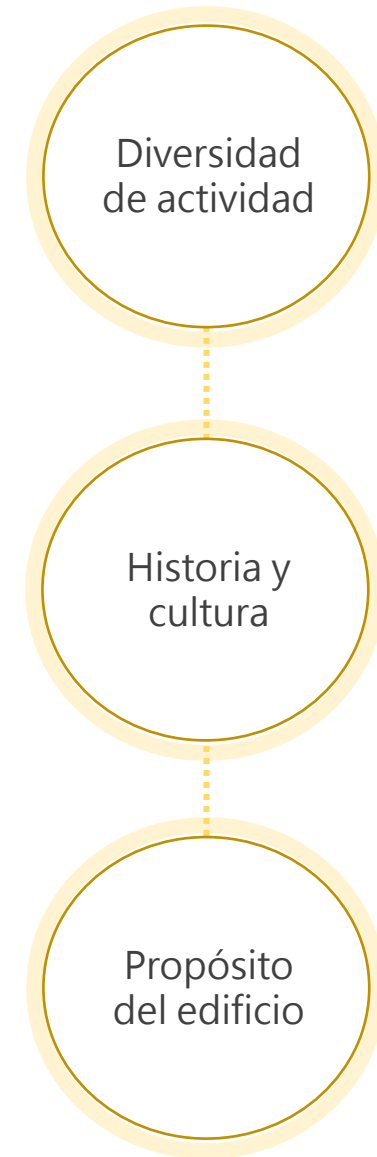 Diversidad
de actividad
Historia y
cultura
Propósito
del edificio